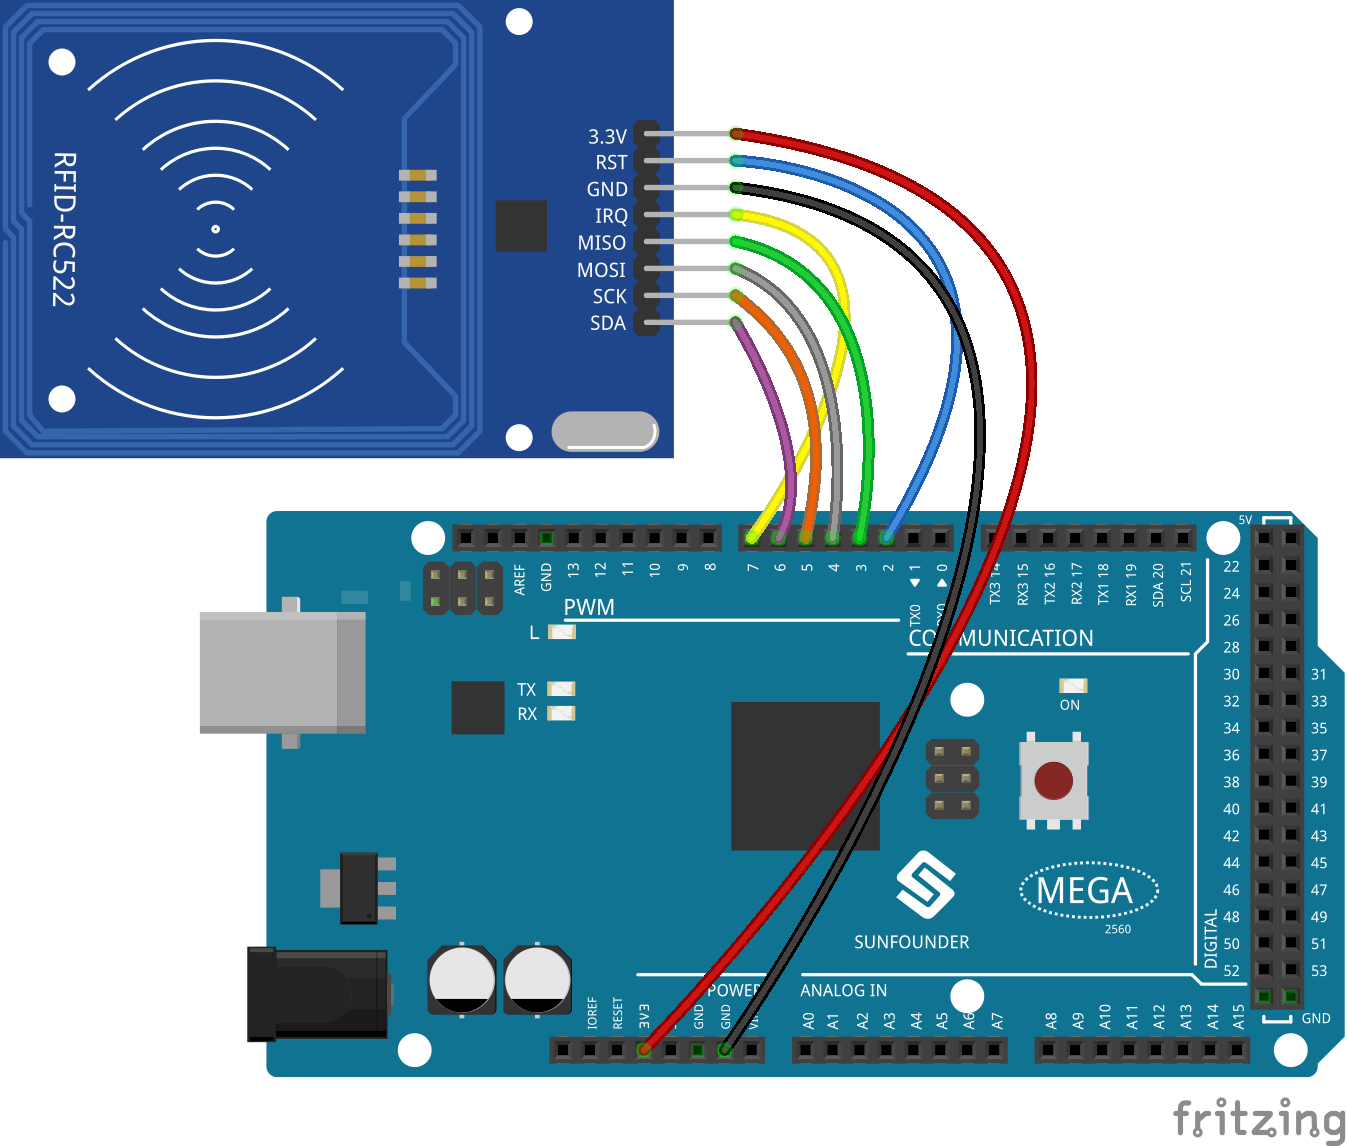 RFID-RC522
3.3V
RST
GND
IRQ
MISO
MOSI
SCK
SDA
AREF
GND
13
12
11
10
9
8
7
6
5
4
3
2
1
0
TX0
RX0
TX3 14
RX3 15
TX2 16
RX2 17
TX1 18
RX1 19
SDA 20
SCL 21
PWM
COMMUNICATION
L
TX
RX
ON
5V
22
24
26
28
30 31
32 33
34 35
36 37
38 39
40 41
42 43
44 45
46 47
48 49
50 51
52 53
GND
DIGITAL
MEGA
2560
SUNFOUNDER
POWER
ANALOG IN
IOREF
RESET
3V3
GND
GND
A0
A1
A2
A3
A4
A5
A6
A7
A8
A9
A10
A11
A12
A13
A14
A15
fritzing